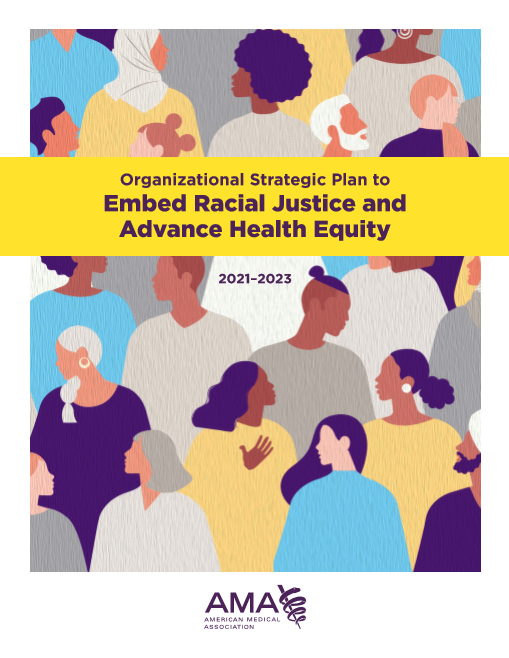 Organizational Strategic Plan to
Embed Racial Justice and
Advance Health Equity
2021–2023
AMA
AMERICAN MEDICAL
ASSOCIATION